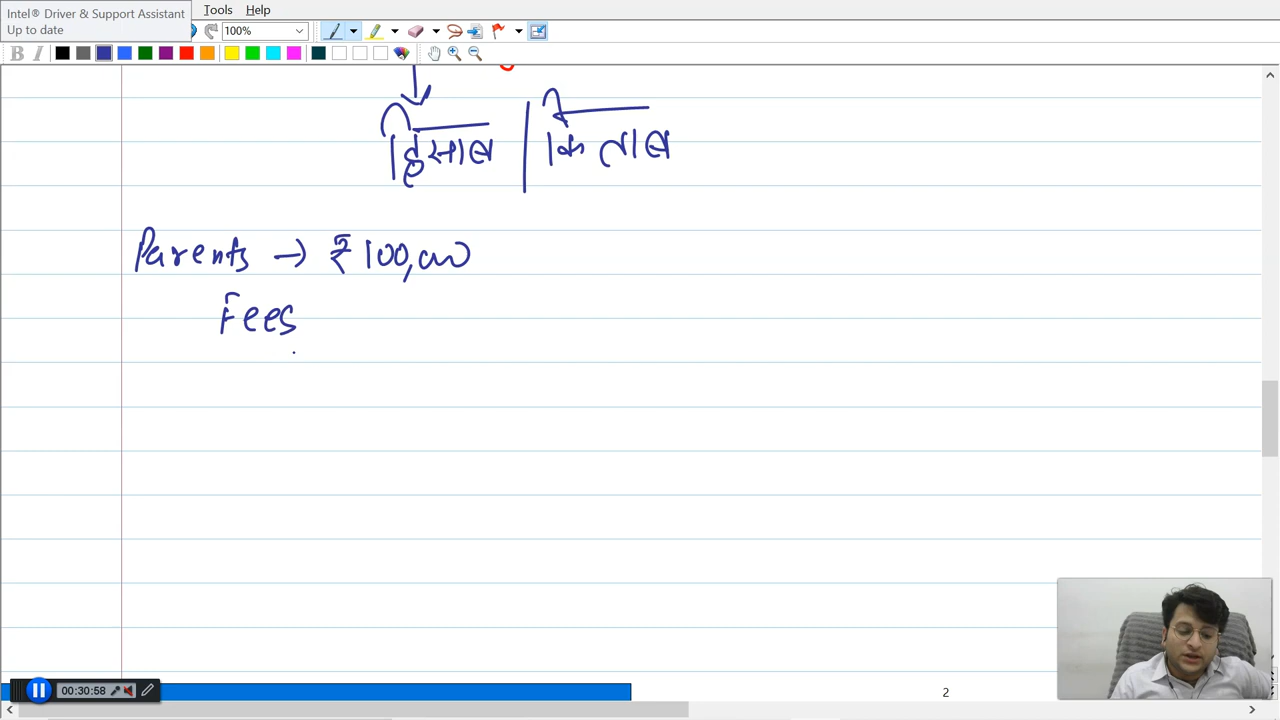 Intel® Driver & Support Assistant
Up to date
Tools Help
100%
B I
हिसाब | किताब
Parents → ₹100,000
Fees
00:30:58
2